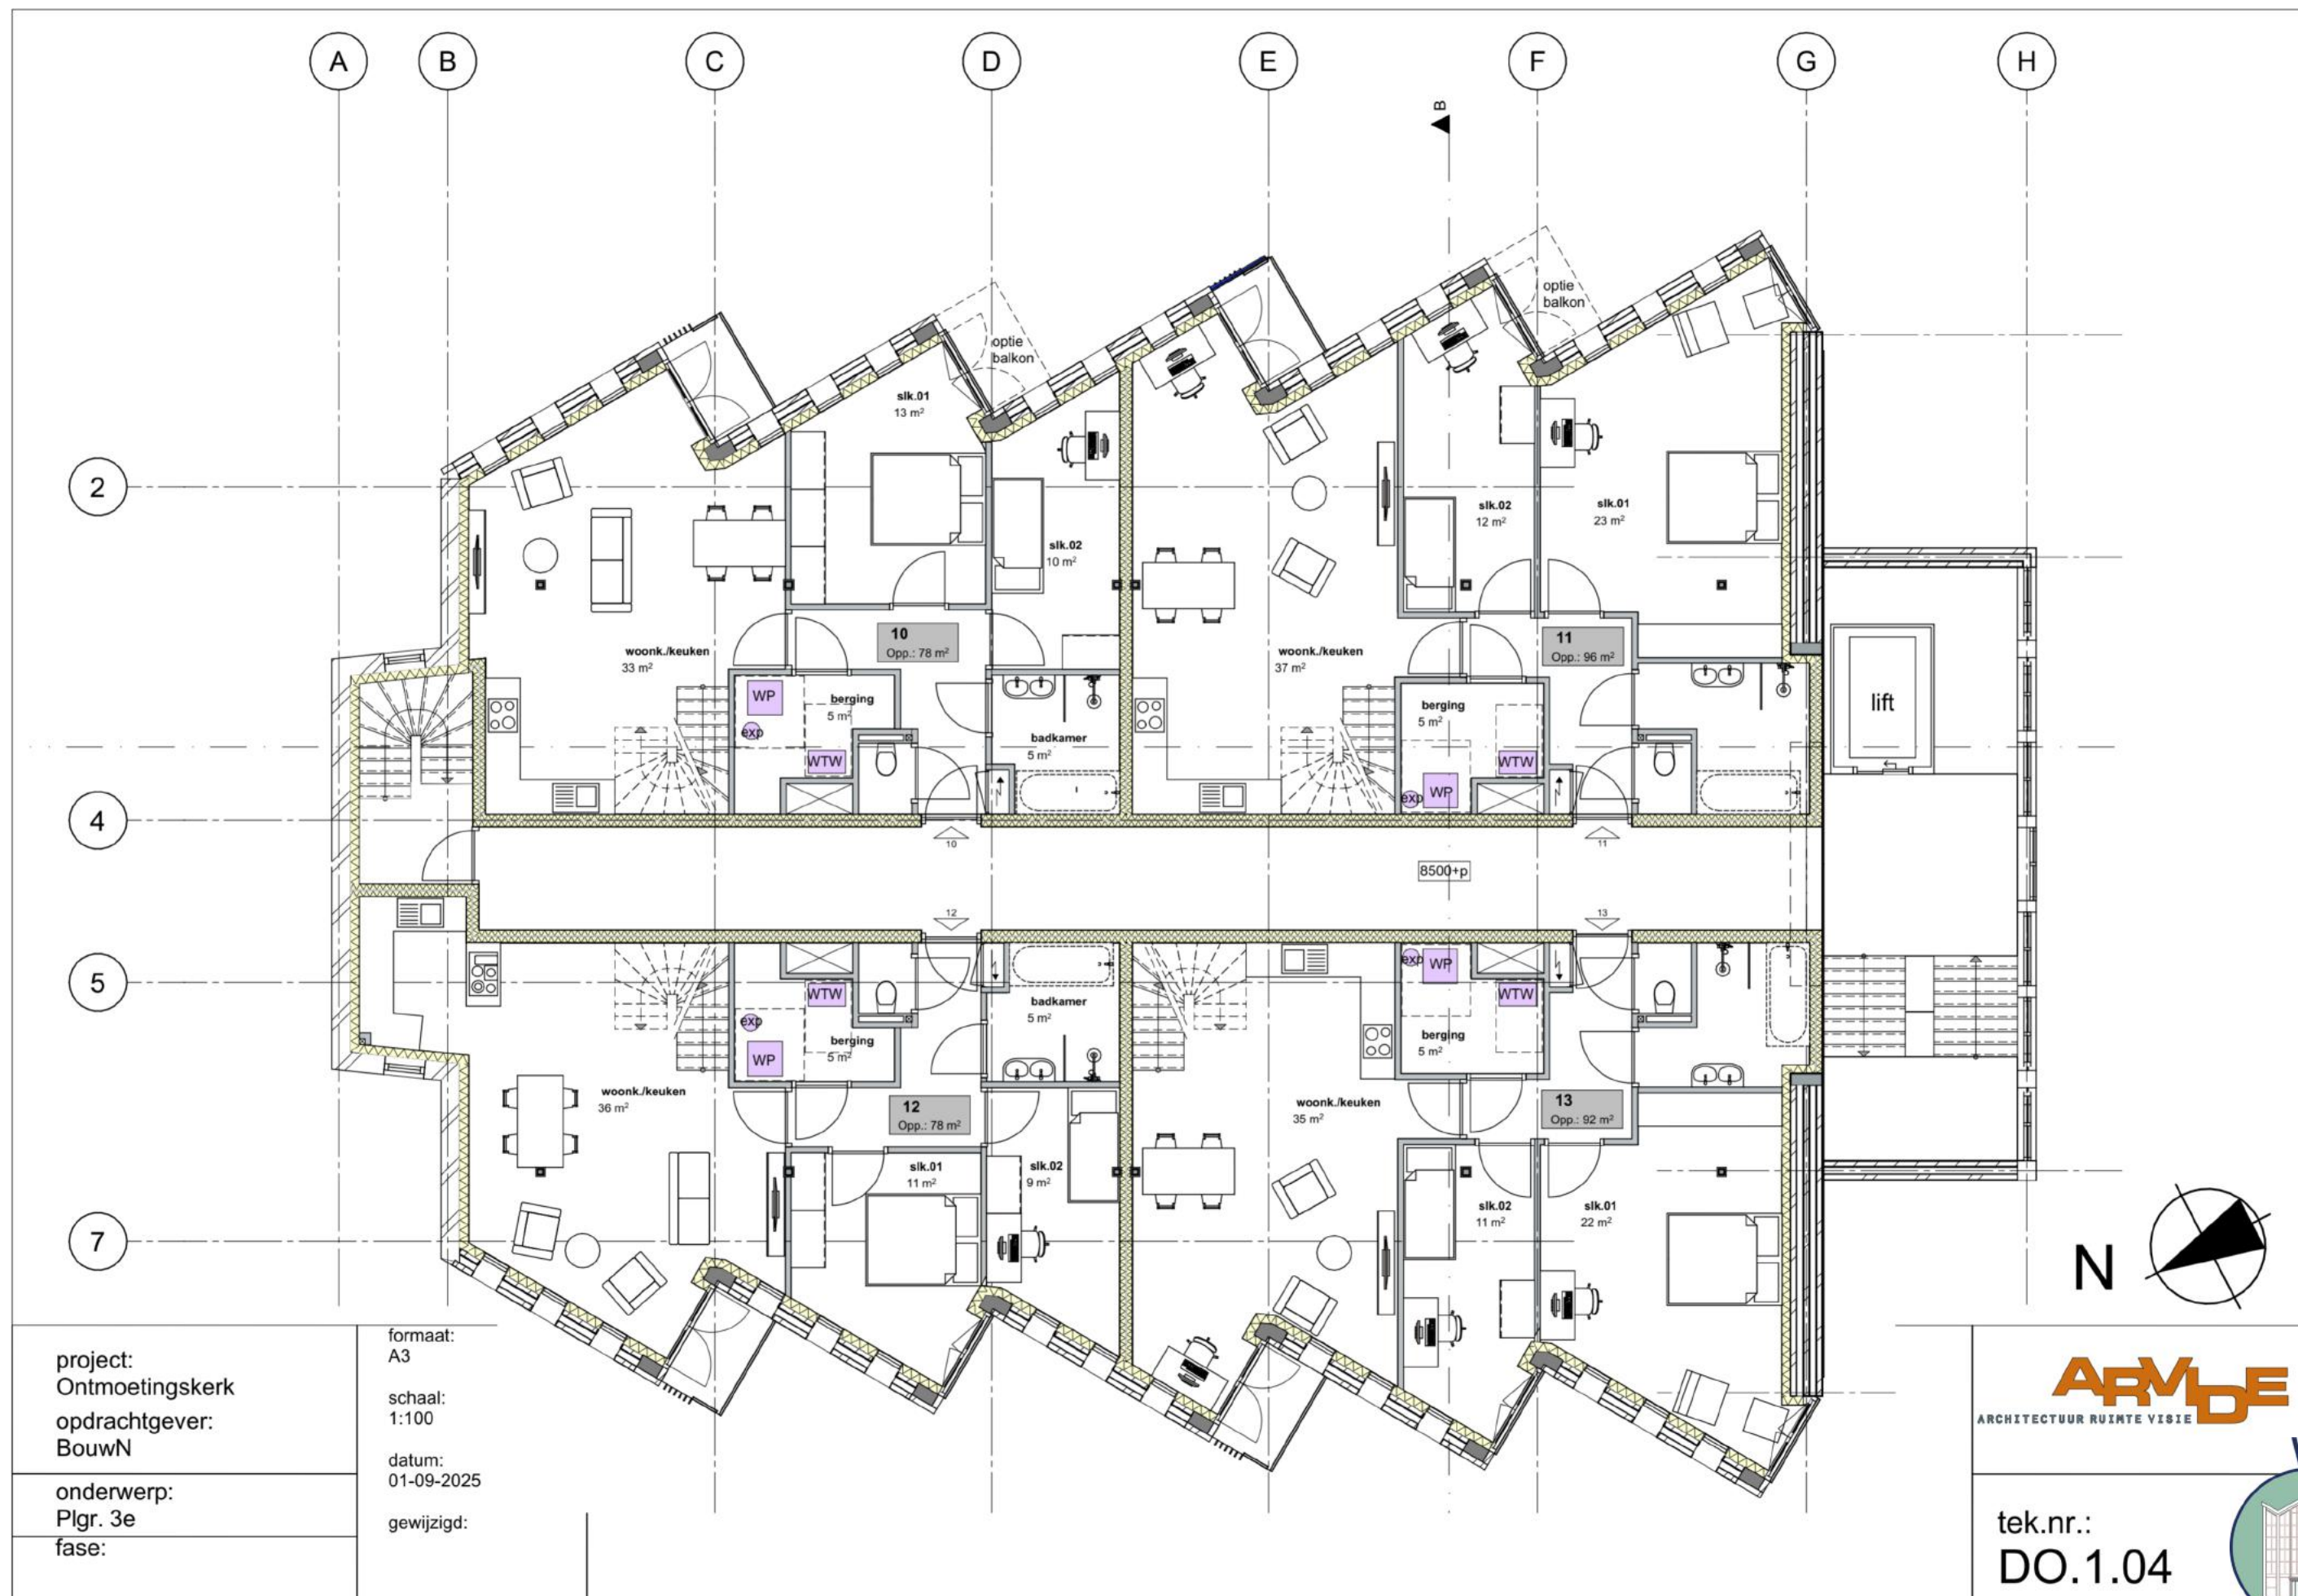 A
B
C
D
E
F
G
H
B
optie
balkon
optie
balkon
slk.01
13 m²
2
slk.02
10 m²
slk.02
12 m²
slk.01
23 m²
woonk./keuken
33 m²
10
Opp.: 78 m²
woonk./keuken
37 m²
11
Opp.: 96 m²
WP
berging
5 m²
exp
WTW
badkamer
5 m²
berging
5 m²
WTW
exp
WP
lift
4
10
11
8500+p
12
13
5
WTW
exp
WP
berging
5 m²
badkamer
5 m²
exp
WP
WTW
berging
5 m²
woonk./keuken
36 m²
12
Opp.: 78 m²
woonk./keuken
35 m²
13
Opp.: 92 m²
slk.01
11 m²
slk.02
9 m²
slk.02
11 m²
slk.01
22 m²
7
N
project:
Ontmoetingskerk
opdrachtgever:
BouwN
onderwerp:
Plgr. 3e
fase:
formaat:
A3
schaal:
1:100
datum:
01-09-2025
gewijzigd:
ARVIDE
ARCHITECTUUR RUIMTE VISIE
tek.nr.:
DO.1.04